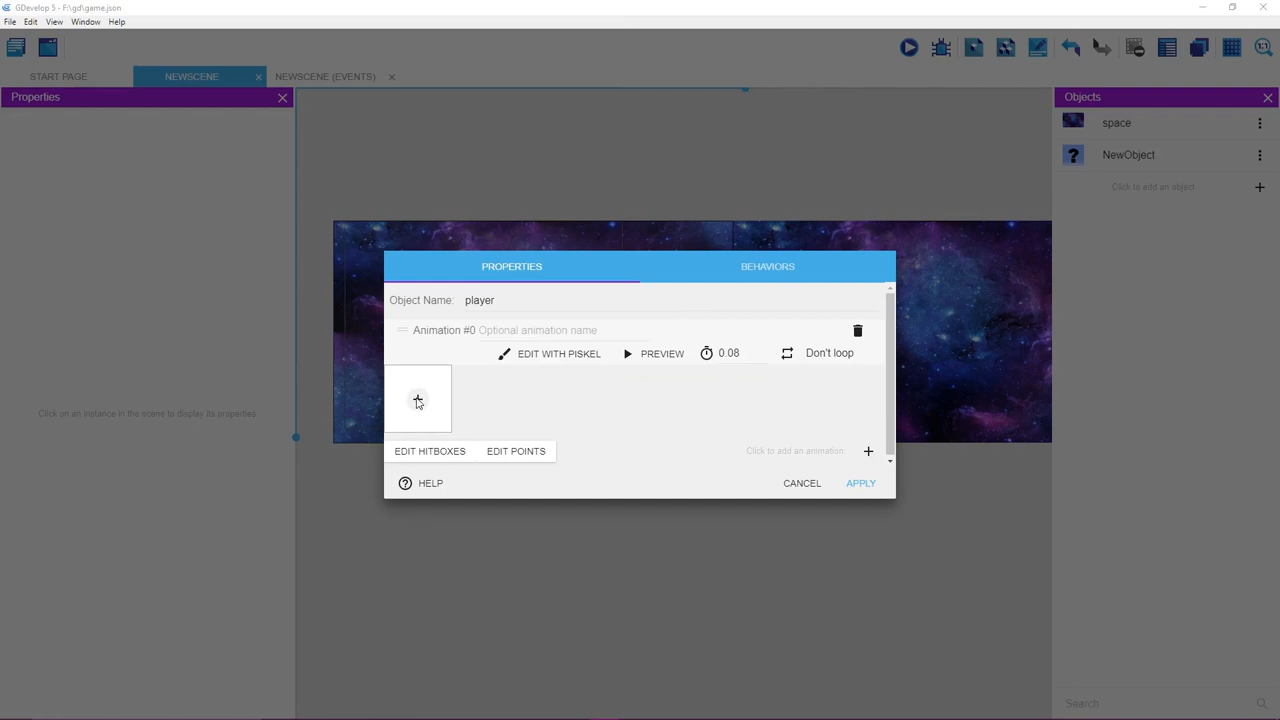 GDevelop 5 - F:\gd\game.json
File Edit View Window Help
START PAGE NEWSCENE NEWSCENE (EVENTS)
Properties
Objects
space
NewObject
Click to add an object
PROPERTIES BEHAVIORS
Object Name: player
Animation #0 Optional animation name
EDIT WITH PISKEL PREVIEW 0.08 Don't loop
Click on an instance in the scene to display its properties
EDIT HITBOXES EDIT POINTS Click to add an animation
HELP CANCEL APPLY
Search
1:1
?